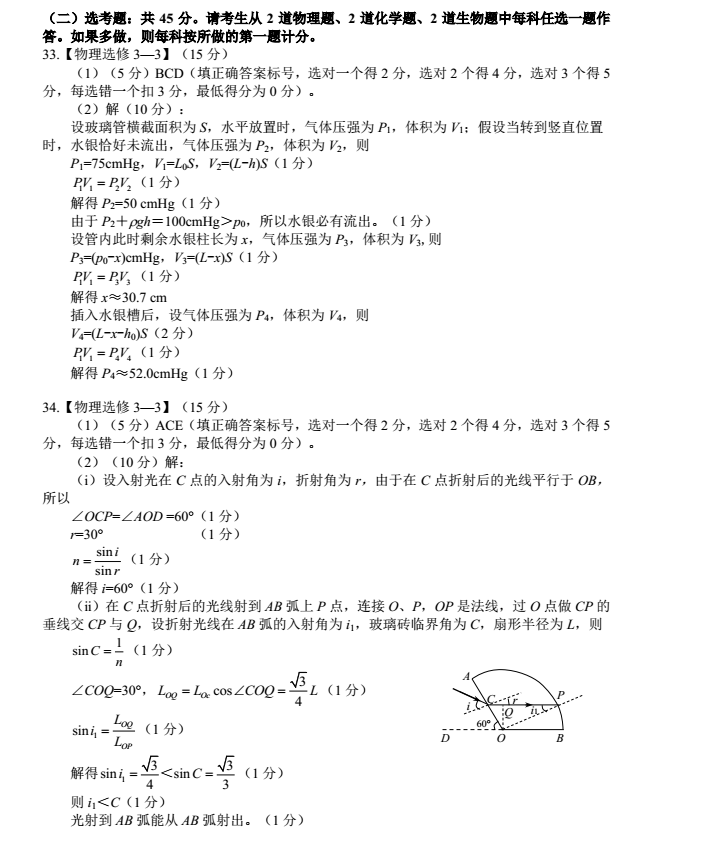 （二）选考题：共 45 分。请考生从 2 道物理题、2 道化学题、2 道生物题中每科任选一题作
答。如果多做，则每科按所做的第一题计分。
33.【物理选修 3—3】（15 分）
（1）（5 分）BCD（填正确答案标号，选对一个得 2 分，选对 2 个得 4 分，选对 3 个得 5
分，每选错一个扣 3 分，最低得分为 0 分）。
（2）解（10 分）：
设玻璃管横截面积为 S，水平放置时，气体压强为 P₁，体积为 V₁；假设当转到竖直位置
时，水银恰好未流出，气体压强为 P₂，体积为 V₂，则
P₁=75cmHg，V₁=L₀S，V₂=(L-h)S（1 分）
P₁V₁ = P₂V₂（1 分）
解得 P₂=50 cmHg（1 分）
由于 P₂＋ρgh＝100cmHg＞p₀，所以水银必有流出。（1 分）
设管内此时剩余水银柱长为 x，气体压强为 P₃，体积为 V₃,则
P₃=(p₀-x)cmHg，V₃=(L-x)S（1 分）
P₁V₁ = P₃V₃（1 分）
解得 x≈30.7 cm
插入水银槽后，设气体压强为 P₄，体积为 V₄，则
V₄=(L-x-h₀)S（2 分）
P₁V₁ = P₄V₄（1 分）
解得 P₄≈52.0cmHg（1 分）
34.【物理选修 3—3】（15 分）
（1）（5 分）ACE（填正确答案标号，选对一个得 2 分，选对 2 个得 4 分，选对 3 个得 5
分，每选错一个扣 3 分，最低得分为 0 分）。
（2）（10 分）解：
（i）设入射光在 C 点的入射角为 i，折射角为 r，由于在 C 点折射后的光线平行于 OB，
所以
∠OCP=∠AOD =60°（1 分）
r=30° （1 分）
n = sin i / sin r （1 分）
解得 i=60°（1 分）
（ii）在 C 点折射后的光线射到 AB 弧上 P 点，连接 O、P，OP 是法线，过 O 点做 CP 的
垂线交 CP 与 Q，设折射光线在 AB 弧的入射角为 i₁，玻璃砖临界角为 C，扇形半径为 L，则
sin C = 1/n （1 分）
∠COQ=30°，L_OQ = L_Oc cos∠COQ = √3/4 L（1 分）
sin i₁ = L_OQ / L_OP （1 分）
解得 sin i₁ = √3/4 ＜sin C = √3/3 （1 分）
则 i₁＜C（1 分）
光射到 AB 弧能从 AB 弧射出。（1 分）
A
C
r
P
i
Q
i₁
60°
D
O
B